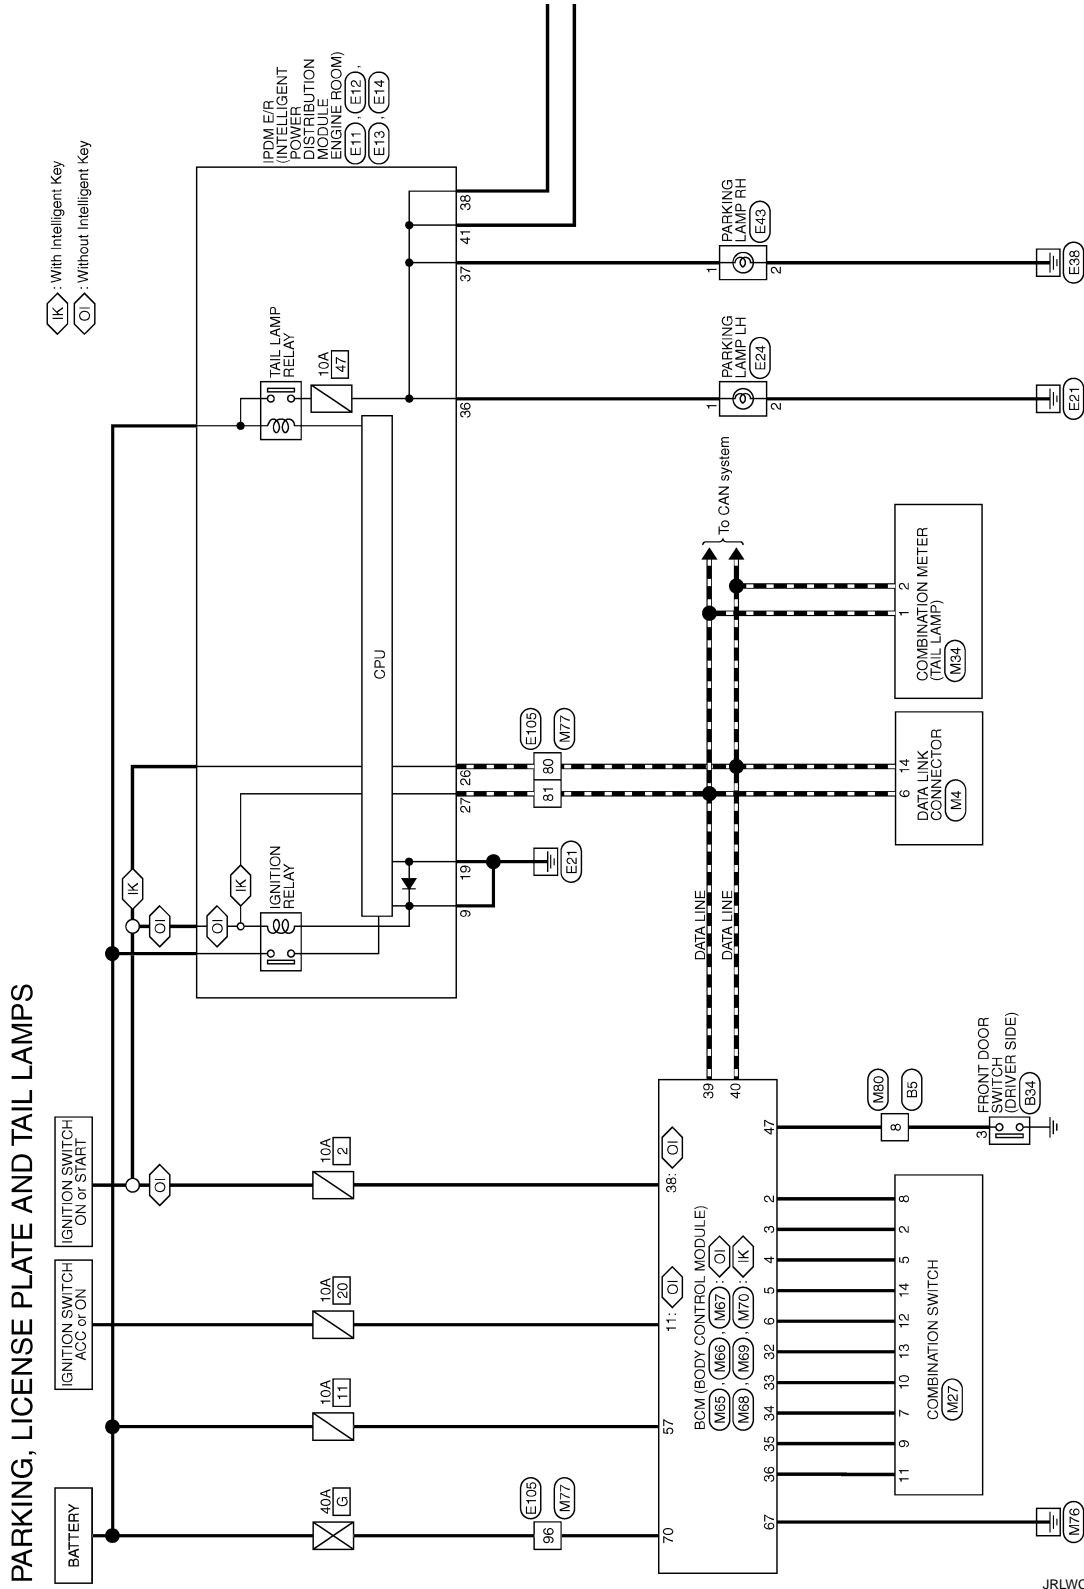 PARKING, LICENSE PLATE AND TAIL LAMPS
IK : With Intelligent Key
OI : Without Intelligent Key
BATTERY
IGNITION SWITCH
ACC or ON
IGNITION SWITCH
ON or START
40A
G
10A
11
10A
20
10A
2
OI
OI
IK
OI
IK
IGNITION
RELAY
CPU
TAIL LAMP
RELAY
10A
47
IPDM E/R
(INTELLIGENT
POWER
DISTRIBUTION
MODULE
ENGINE ROOM)
E11 , E12 ,
E13 , E14
9
19
27
26
36
37
41
38
E21
E105
M77
96
E105
M77
81
80
70
57
11: OI
38: OI
BCM (BODY CONTROL MODULE)
M65 , M66 , M67 : OI
M68 , M69 , M70 : IK
39
40
DATA LINE
DATA LINE
To CAN system
67
36
35
34
33
32
6
5
4
3
2
47
11
9
7
10
13
12
14
5
2
8
COMBINATION SWITCH
M27
M76
M80
B5
8
3
FRONT DOOR
SWITCH
(DRIVER SIDE)
B34
6
14
DATA LINK
CONNECTOR
M4
1
2
COMBINATION METER
(TAIL LAMP)
M34
1
2
PARKING
LAMP LH
E24
E21
1
2
PARKING
LAMP RH
E43
E38